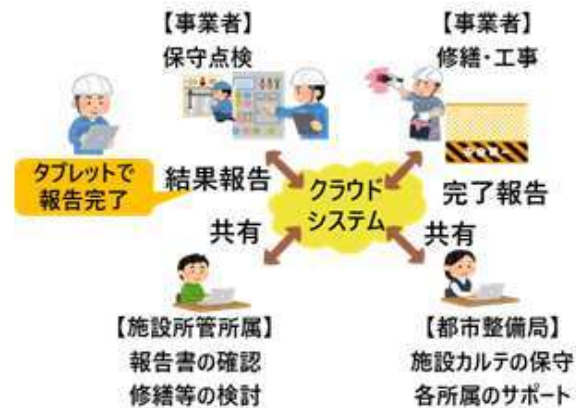 【事業者】
保守点検
【事業者】
修繕・工事
タブレットで
報告完了
結果報告
クラウド
システム
完了報告
共有
共有
【施設所管所属】
報告書の確認
修繕等の検討
【都市整備局】
施設カルテの保守
各所属のサポート